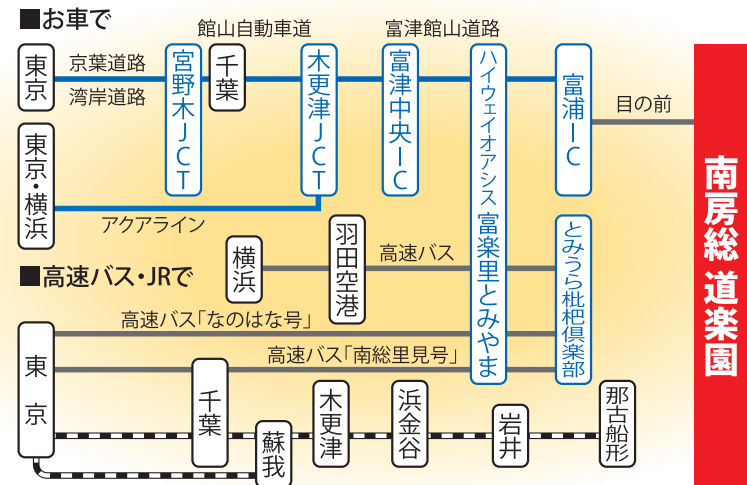 ■お車で
館山自動車道
富津館山道路
東京
京葉道路
湾岸道路
宮野木JCT
千葉
木更津JCT
富津中央IC
ハイウェイオアシス富楽里とみやま
富浦IC
目の前
東京・横浜
アクアライン
南房総 道楽園
■高速バス・JRで
横浜
羽田空港
高速バス
とみうら枇杷倶楽部
高速バス「なのはな号」
高速バス「南総里見号」
東京
千葉
蘇我
木更津
浜金谷
岩井
那古船形